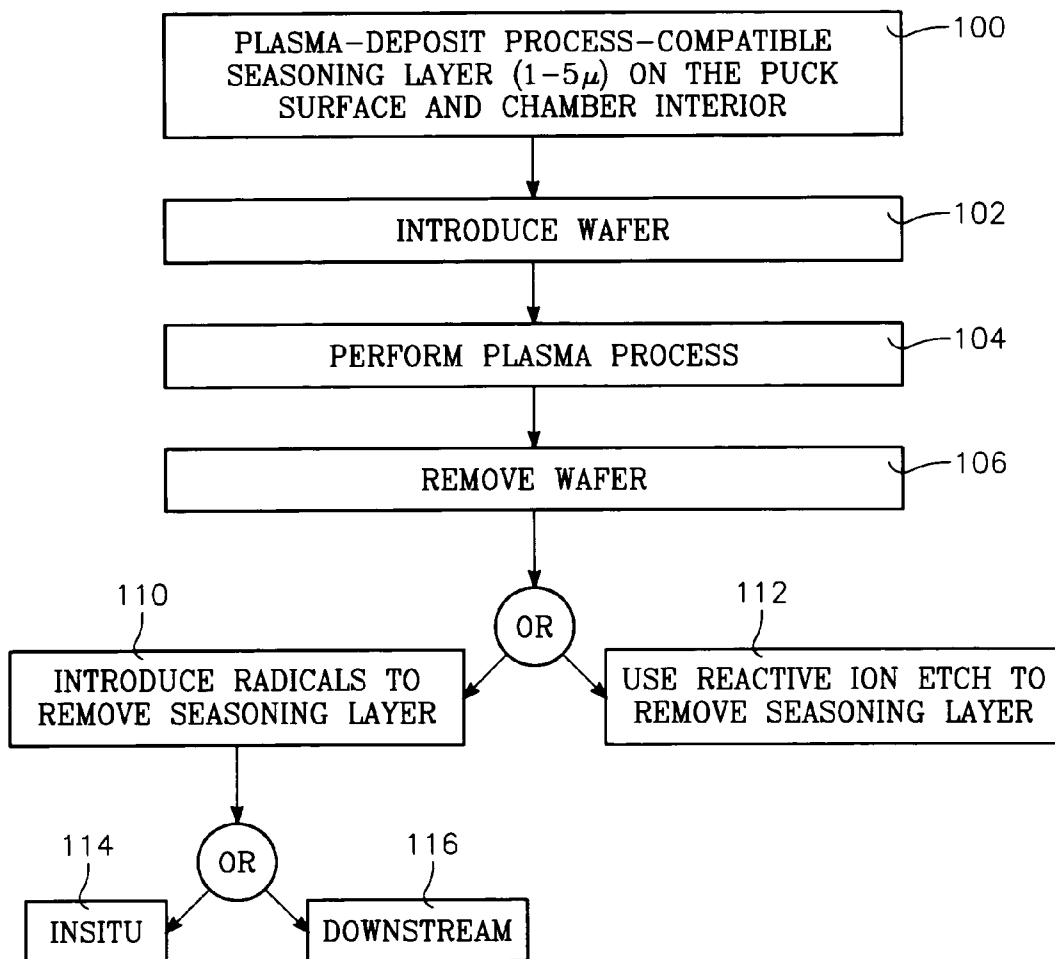 PLASMA-DEPOSIT PROCESS-COMPATIBLE
SEASONING LAYER (1-5μ) ON THE PUCK
SURFACE AND CHAMBER INTERIOR
100
INTRODUCE WAFER
102
PERFORM PLASMA PROCESS
104
REMOVE WAFER
106
OR
110
INTRODUCE RADICALS TO
REMOVE SEASONING LAYER
112
USE REACTIVE ION ETCH TO
REMOVE SEASONING LAYER
OR
114
INSITU
116
DOWNSTREAM